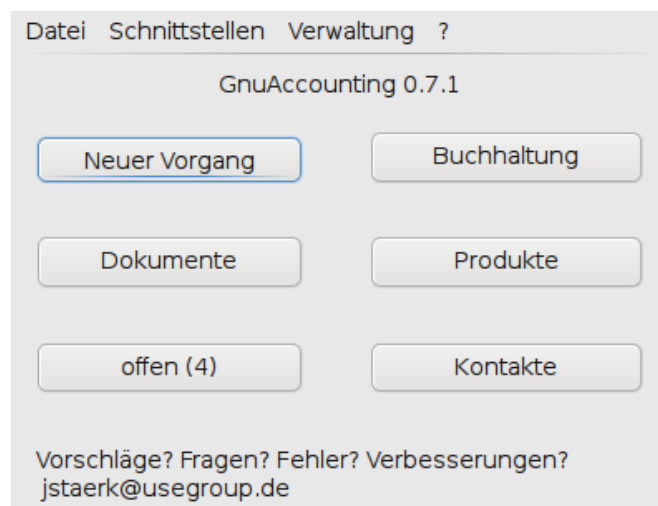 Datei Schnittstellen Verwaltung ?
GnuAccounting 0.7.1
Neuer Vorgang
Buchhaltung
Dokumente
Produkte
offen (4)
Kontakte
Vorschläge? Fragen? Fehler? Verbesserungen?
jstaerk@usegroup.de